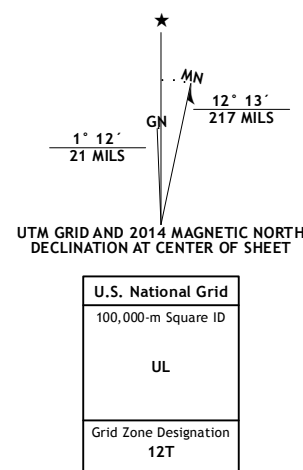 ★
MN
GN
12° 13´
217 MILS
1° 12´
21 MILS
UTM GRID AND 2014 MAGNETIC NORTH
DECLINATION AT CENTER OF SHEET
U.S. National Grid
100,000-m Square ID
UL
Grid Zone Designation
12T